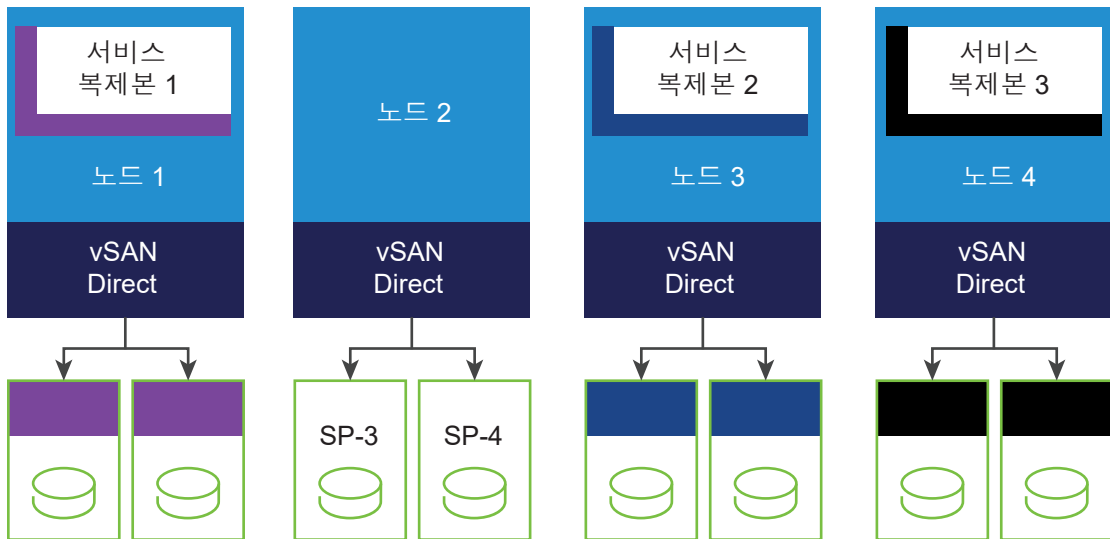 서비스
복제본 1
노드 1
vSAN
Direct
노드 2
vSAN
Direct
SP-3
SP-4
서비스
복제본 2
노드 3
vSAN
Direct
서비스
복제본 3
노드 4
vSAN
Direct